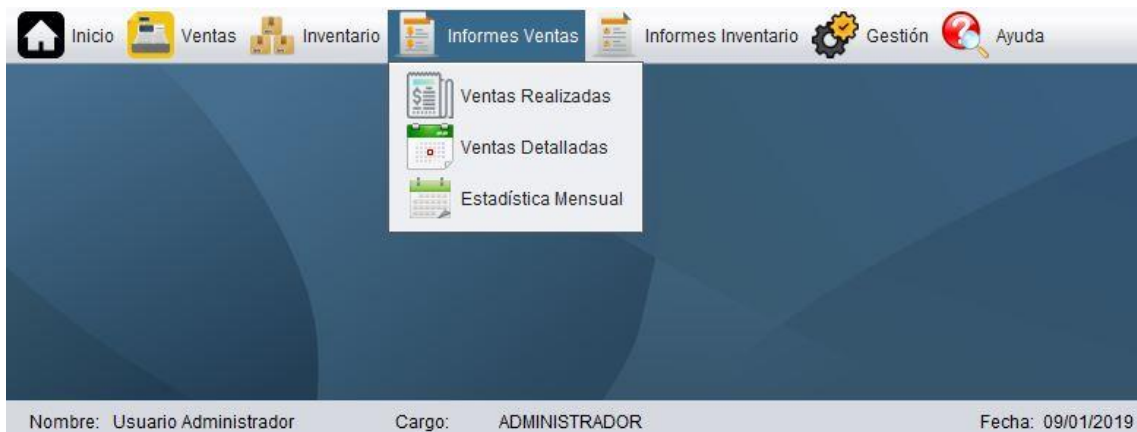 Inicio Ventas Inventario Informes Ventas Informes Inventario Gestión Ayuda
Ventas Realizadas
Ventas Detalladas
Estadística Mensual
Nombre: Usuario Administrador Cargo: ADMINISTRADOR Fecha: 09/01/2019